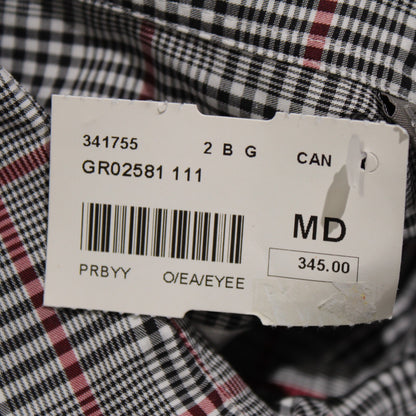 341755 2 B G CAN
GR02581 111
MD
345.00
PRBYY O/EA/EYEE